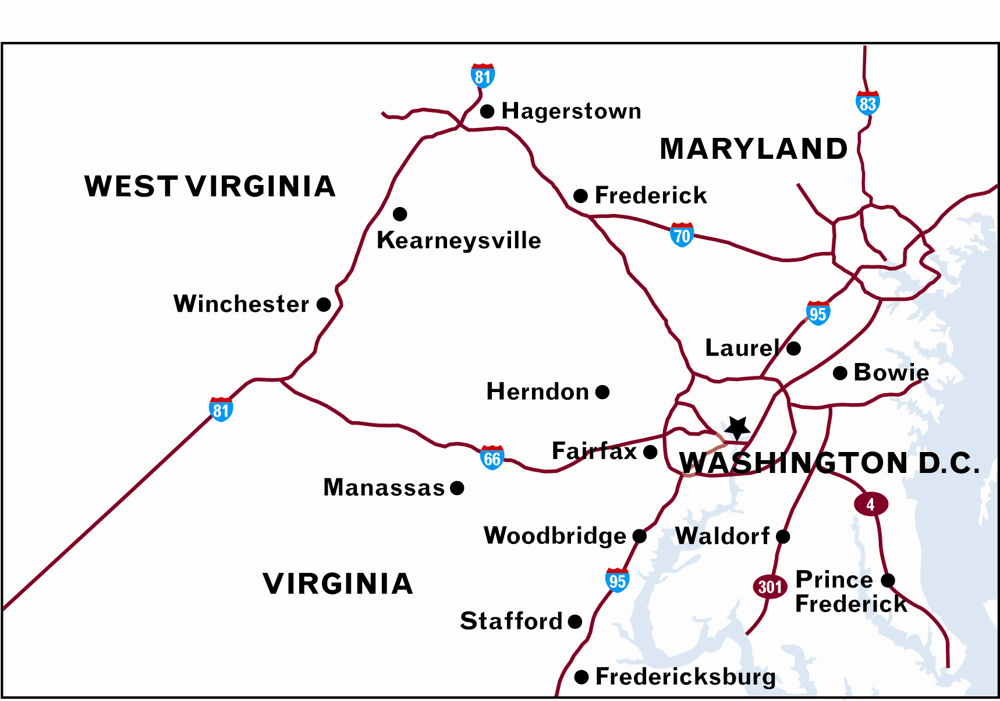 81
Hagerstown
83
MARYLAND
WEST VIRGINIA
Frederick
Kearneysville
70
Winchester
95
Laurel
Bowie
Herndon
81
Fairfax
66
WASHINGTON D.C.
Manassas
4
Woodbridge
Waldorf
95
VIRGINIA
301
Prince
Frederick
Stafford
Fredericksburg